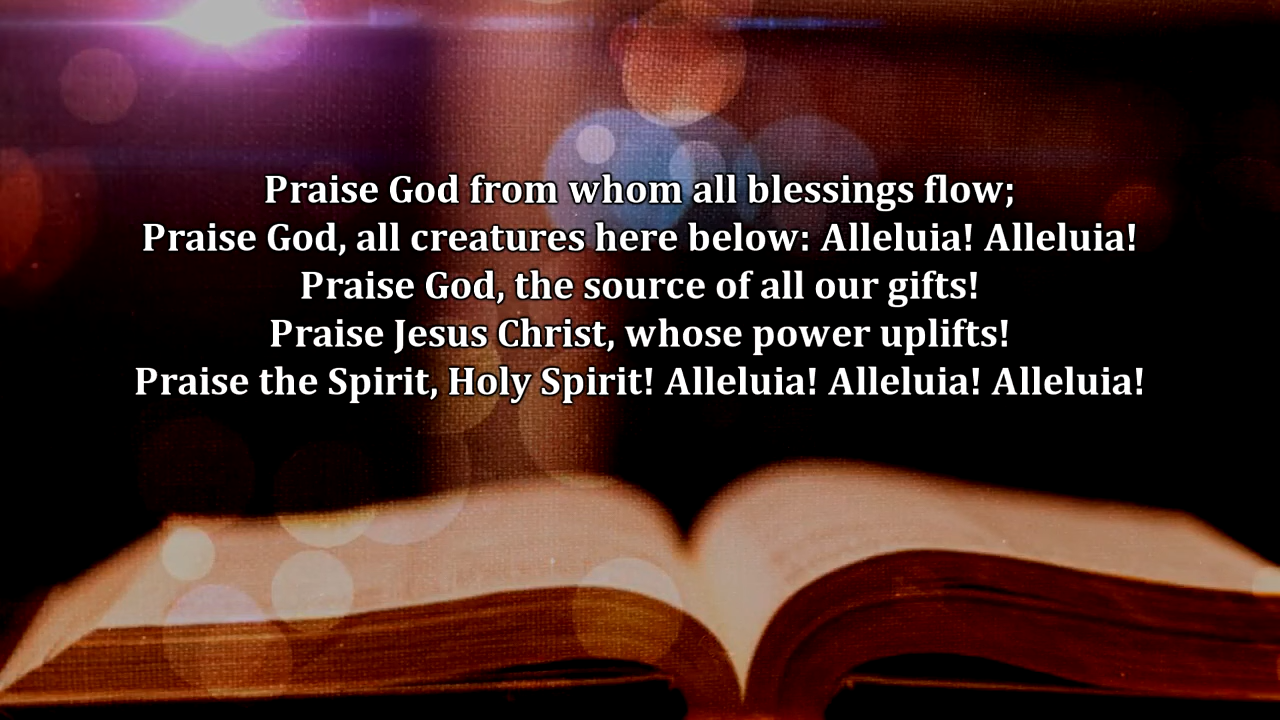 Praise God from whom all blessings flow;
Praise God, all creatures here below: Alleluia! Alleluia!
Praise God, the source of all our gifts!
Praise Jesus Christ, whose power uplifts!
Praise the Spirit, Holy Spirit! Alleluia! Alleluia! Alleluia!